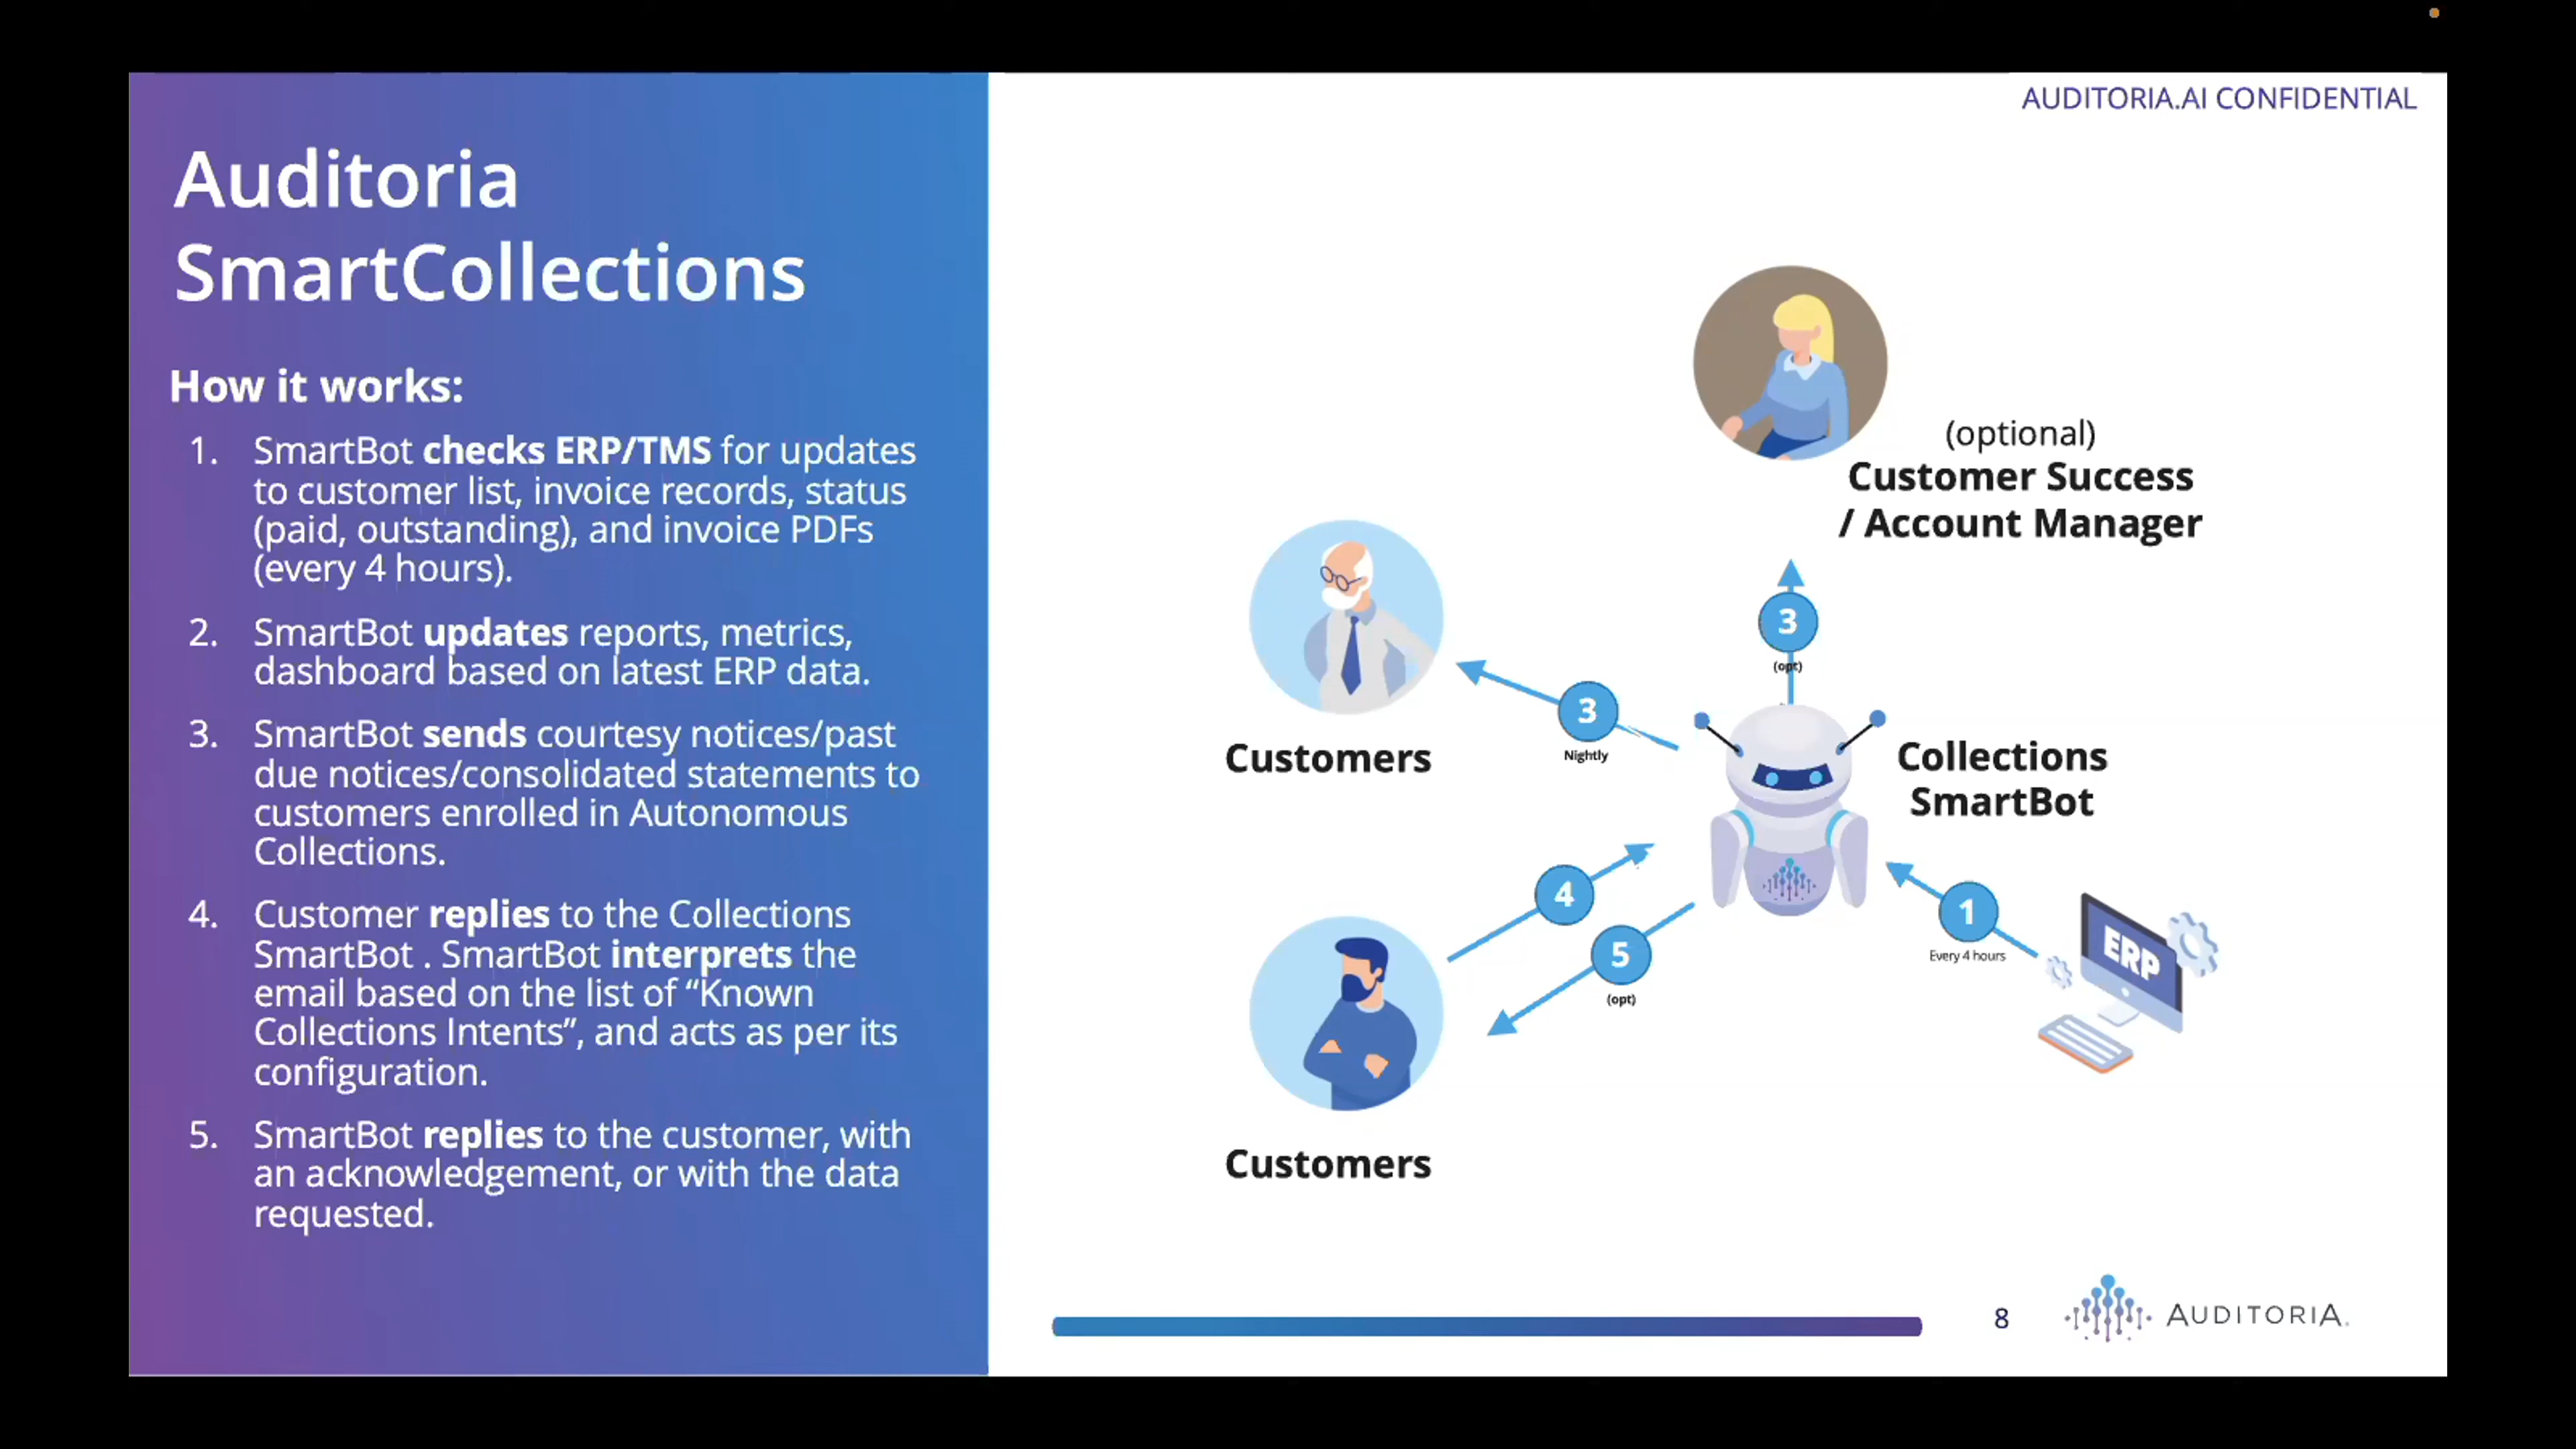 AUDITORIA.AI CONFIDENTIAL
Auditoria
SmartCollections
How it works:
1. SmartBot checks ERP/TMS for updates
to customer list, invoice records, status
(paid, outstanding), and invoice PDFs
(every 4 hours).
2. SmartBot updates reports, metrics,
dashboard based on latest ERP data.
3. SmartBot sends courtesy notices/past
due notices/consolidated statements to
customers enrolled in Autonomous
Collections.
4. Customer replies to the Collections
SmartBot . SmartBot interprets the
email based on the list of “Known
Collections Intents”, and acts as per its
configuration.
5. SmartBot replies to the customer, with
an acknowledgement, or with the data
requested.
(optional)
Customer Success
/ Account Manager
3
(opt)
3
Nightly
Customers
Collections
SmartBot
4
5
(opt)
1
Every 4 hours
ERP
Customers
8
AUDITORIA.